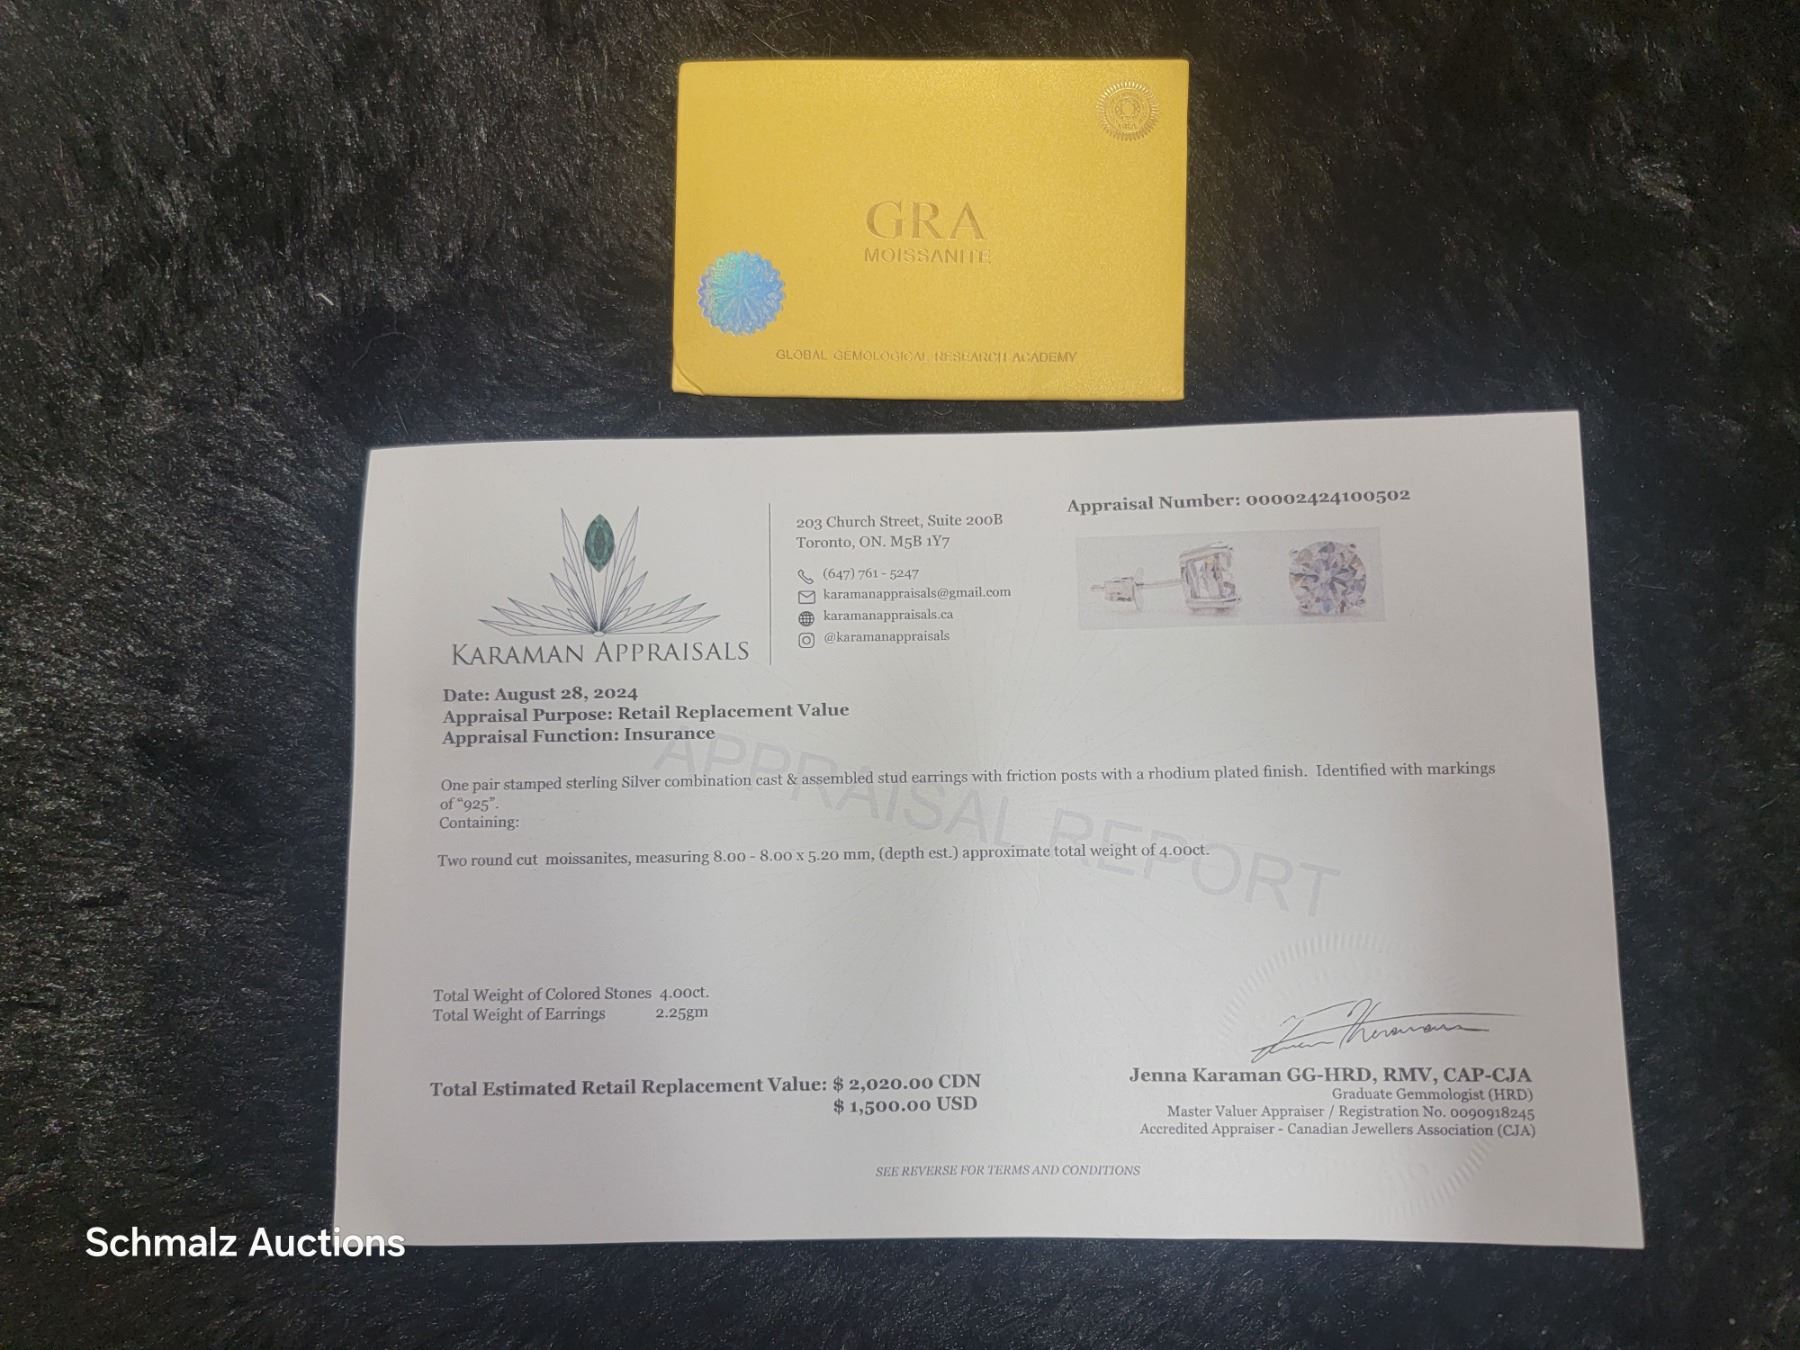 GRA
MOISSANITE
GLOBAL GEMOLOGICAL RESEARCH ACADEMY
KARAMAN APPRAISALS
203 Church Street, Suite 200B
Toronto, ON. M5B 1Y7
(647) 761 - 5247
karamanappraisals@gmail.com
karamanappraisals.ca
@karamanappraisals
Appraisal Number: 00002424100502
Date: August 28, 2024
Appraisal Purpose: Retail Replacement Value
Appraisal Function: Insurance
APPRAISAL REPORT
One pair stamped sterling Silver combination cast & assembled stud earrings with friction posts with a rhodium plated finish. Identified with markings
of "925".
Containing:
Two round cut moissanites, measuring 8.00 - 8.00 x 5.20 mm, (depth est.) approximate total weight of 4.00ct.
Total Weight of Colored Stones 4.00ct.
Total Weight of Earrings 2.25gm
Total Estimated Retail Replacement Value: $ 2,020.00 CDN
$ 1,500.00 USD
Jenna Karaman GG-HRD, RMV, CAP-CJA
Graduate Gemmologist (HRD)
Master Valuer Appraiser / Registration No. 0090918245
Accredited Appraiser - Canadian Jewellers Association (CJA)
SEE REVERSE FOR TERMS AND CONDITIONS
Schmalz Auctions